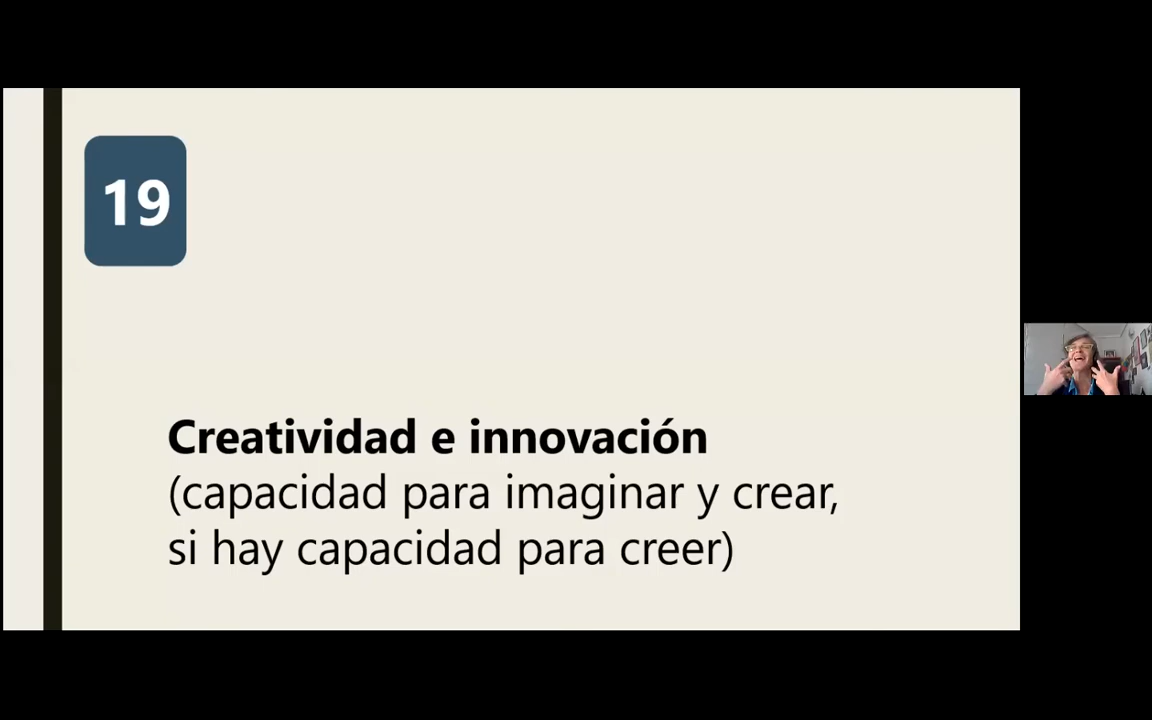 19
Creatividad e innovación
(capacidad para imaginar y crear,
si hay capacidad para creer)